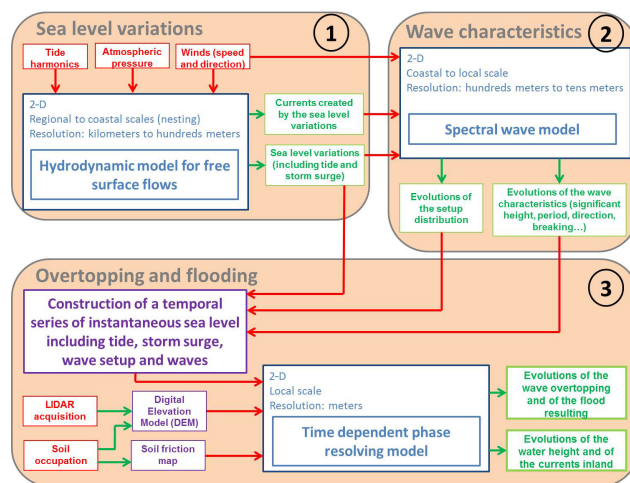 Sea level variations
1
Tide
harmonics
Atmospheric
pressure
Winds (speed
and direction)
2-D
Regional to coastal scales (nesting)
Resolution: kilometers to hundreds meters
Hydrodynamic model for free
surface flows
Currents created
by the sea level
variations
Sea level variations
(including tide and
storm surge)
Wave characteristics
2
2-D
Coastal to local scale
Resolution: hundreds meters to tens meters
Spectral wave model
Evolutions of
the setup
distribution
Evolutions of the wave
characteristics (significant
height, period, direction,
breaking...)
Overtopping and flooding
3
Construction of a temporal
series of instantaneous sea level
including tide, storm surge,
wave setup and waves
LIDAR
acquisition
Digital
Elevation
Model (DEM)
Soil
occupation
Soil friction
map
2-D
Local scale
Resolution: meters
Time dependent phase
resolving model
Evolutions of the
wave overtopping
and of the flood
resulting
Evolutions of the
water height and of
the currents inland